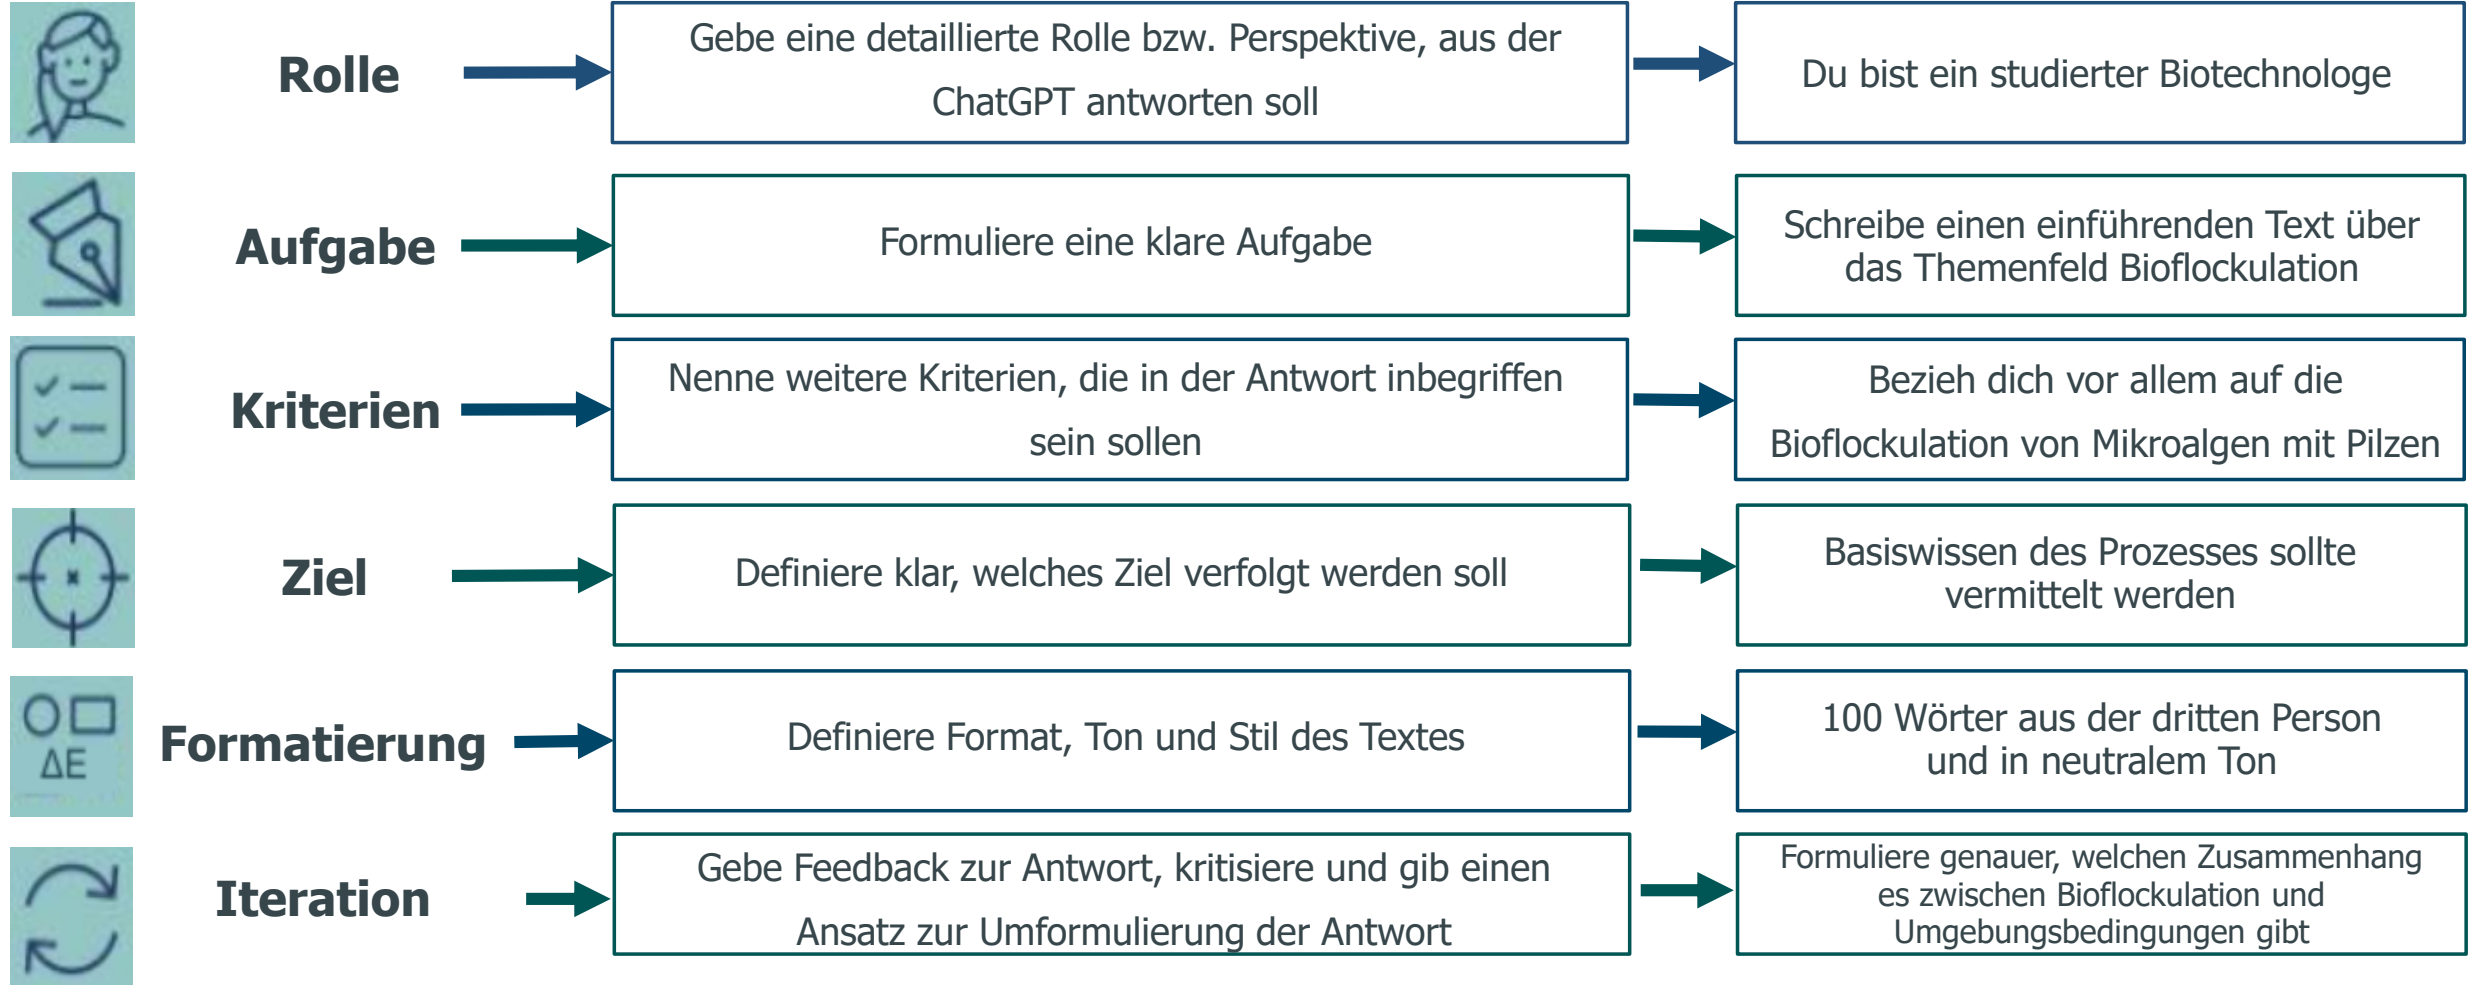 Rolle
Gebe eine detaillierte Rolle bzw. Perspektive, aus der
ChatGPT antworten soll
Du bist ein studierter Biotechnologe
Aufgabe
Formuliere eine klare Aufgabe
Schreibe einen einführenden Text über
das Themenfeld Bioflockulation
Kriterien
Nenne weitere Kriterien, die in der Antwort inbegriffen
sein sollen
Bezieh dich vor allem auf die
Bioflockulation von Mikroalgen mit Pilzen
Ziel
Definiere klar, welches Ziel verfolgt werden soll
Basiswissen des Prozesses sollte
vermittelt werden
ΔE
Formatierung
Definiere Format, Ton und Stil des Textes
100 Wörter aus der dritten Person
und in neutralem Ton
Iteration
Gebe Feedback zur Antwort, kritisiere und gib einen
Ansatz zur Umformulierung der Antwort
Formuliere genauer, welchen Zusammenhang
es zwischen Bioflockulation und
Umgebungsbedingungen gibt